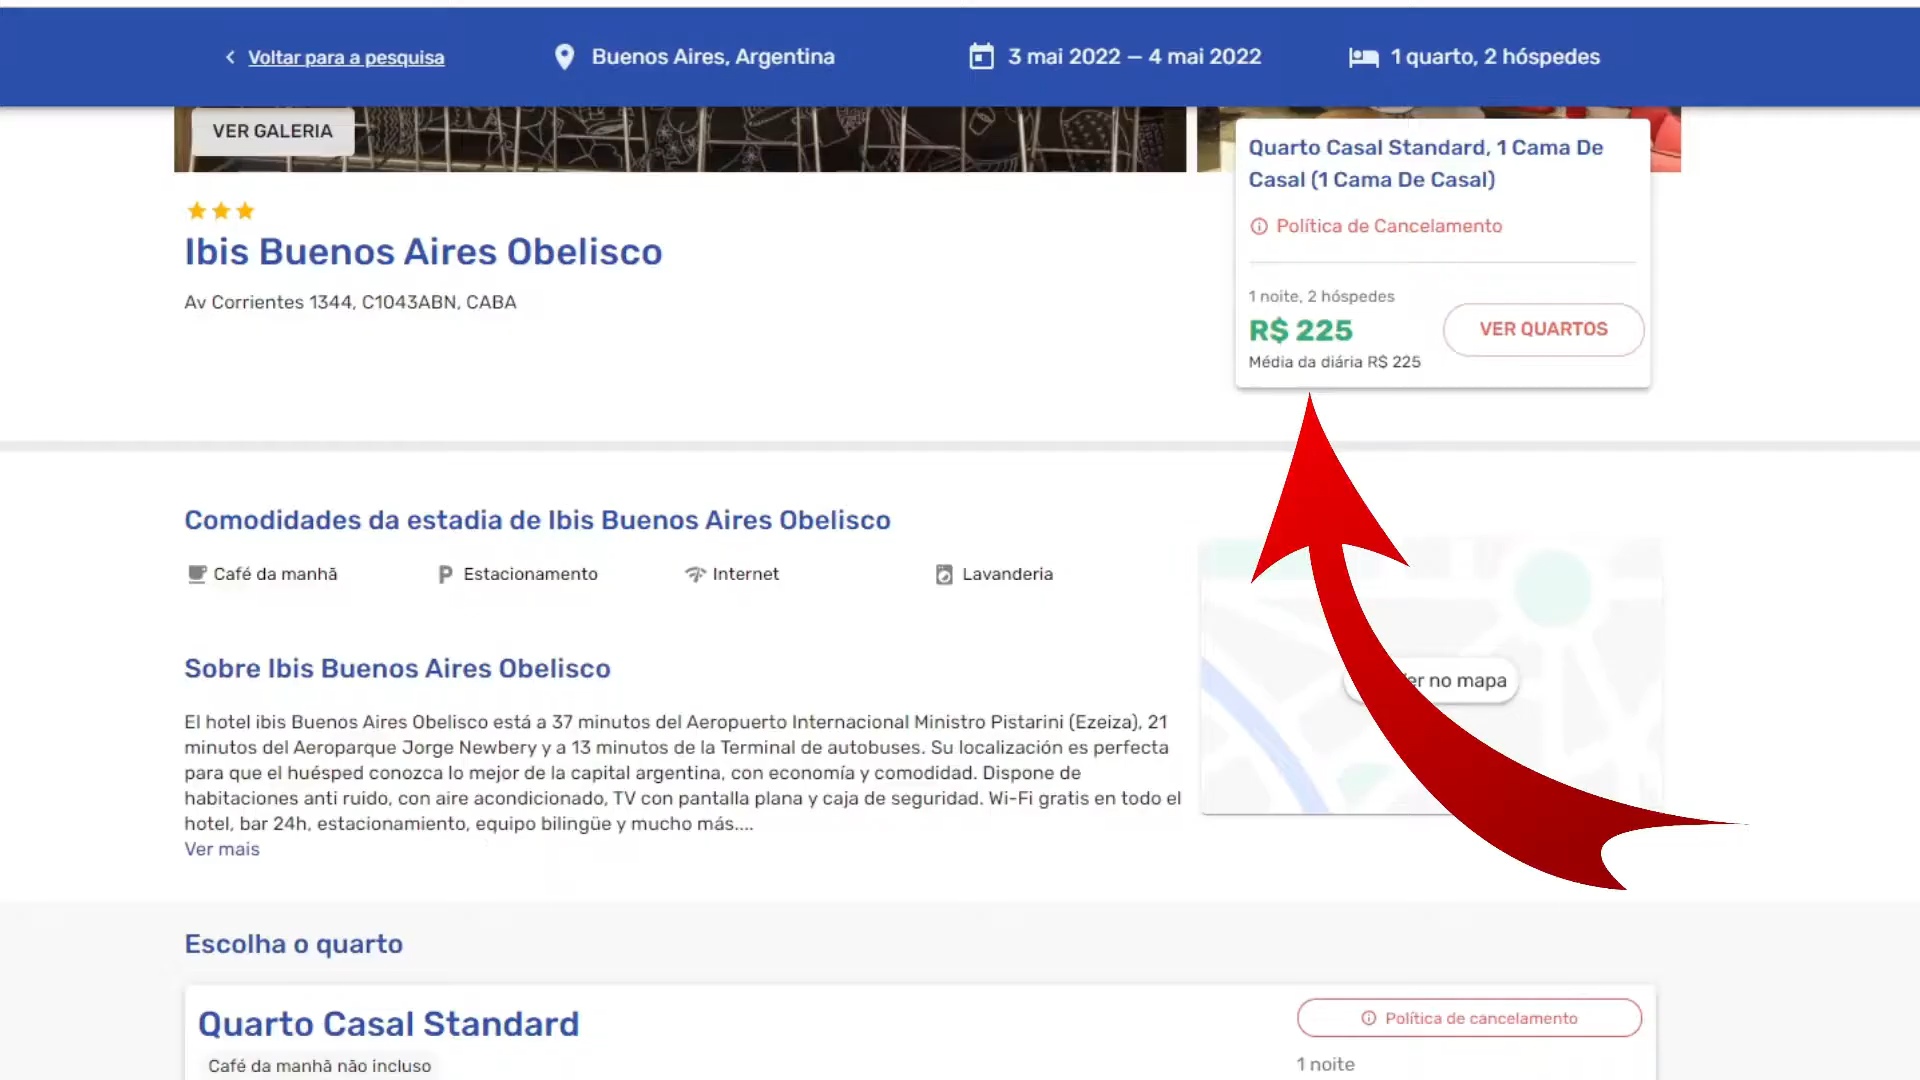 Voltar para a pesquisa
Buenos Aires, Argentina
3 mai 2022 — 4 mai 2022
1 quarto, 2 hóspedes
VER GALERIA
Quarto Casal Standard, 1 Cama De
Casal (1 Cama De Casal)
Política de Cancelamento
1 noite, 2 hóspedes
R$ 225
VER QUARTOS
Média da diária R$ 225
Ibis Buenos Aires Obelisco
Av Corrientes 1344, C1043ABN, CABA
Comodidades da estadia de Ibis Buenos Aires Obelisco
Café da manhã
Estacionamento
Internet
Lavanderia
Sobre Ibis Buenos Aires Obelisco
El hotel ibis Buenos Aires Obelisco está a 37 minutos del Aeropuerto Internacional Ministro Pistarini (Ezeiza), 21
minutos del Aeroparque Jorge Newbery y a 13 minutos de la Terminal de autobuses. Su localización es perfecta
para que el huésped conozca lo mejor de la capital argentina, con economía y comodidad. Dispone de
habitaciones anti ruido, con aire acondicionado, TV con pantalla plana y caja de seguridad. Wi-Fi gratis en todo el
hotel, bar 24h, estacionamiento, equipo bilingüe y mucho más....
Ver mais
no mapa
Escolha o quarto
Quarto Casal Standard
Café da manhã não incluso
Política de cancelamento
1 noite